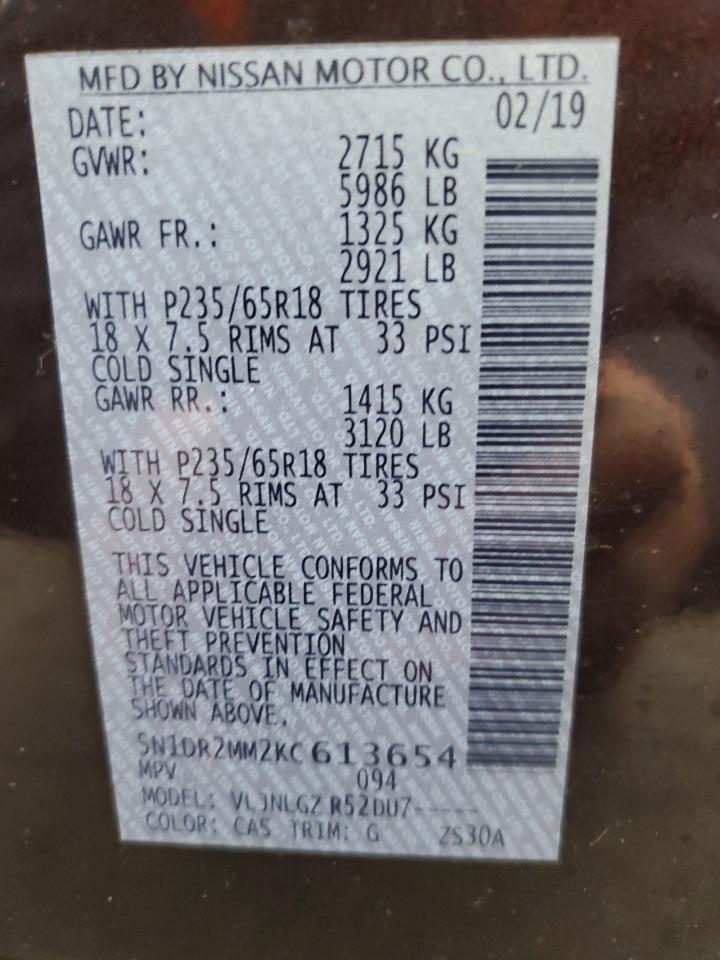 MFD BY NISSAN MOTOR CO., LTD.
DATE: 02/19
GVWR: 2715 KG
5986 LB
GAWR FR.: 1325 KG
2921 LB
WITH P235/65R18 TIRES
18 X 7.5 RIMS AT 33 PSI
COLD SINGLE
GAWR RR.: 1415 KG
3120 LB
WITH P235/65R18 TIRES
18 X 7.5 RIMS AT 33 PSI
COLD SINGLE
THIS VEHICLE CONFORMS TO
ALL APPLICABLE FEDERAL
MOTOR VEHICLE SAFETY AND
THEFT PREVENTION
STANDARDS IN EFFECT ON
THE DATE OF MANUFACTURE
SHOWN ABOVE.
5N1DR2MM2KC613654
MPV 094
MODEL: VLJNLGZ R52DU7-----
COLOR: CAS TRIM: G ZS30A